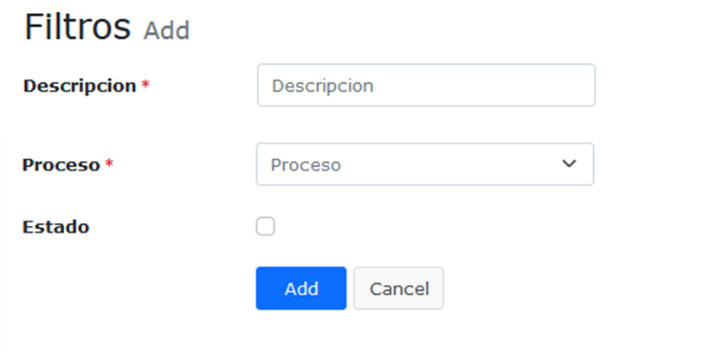 Filtros Add
Descripcion * Descripcion
Proceso * Proceso
Estado
Add Cancel